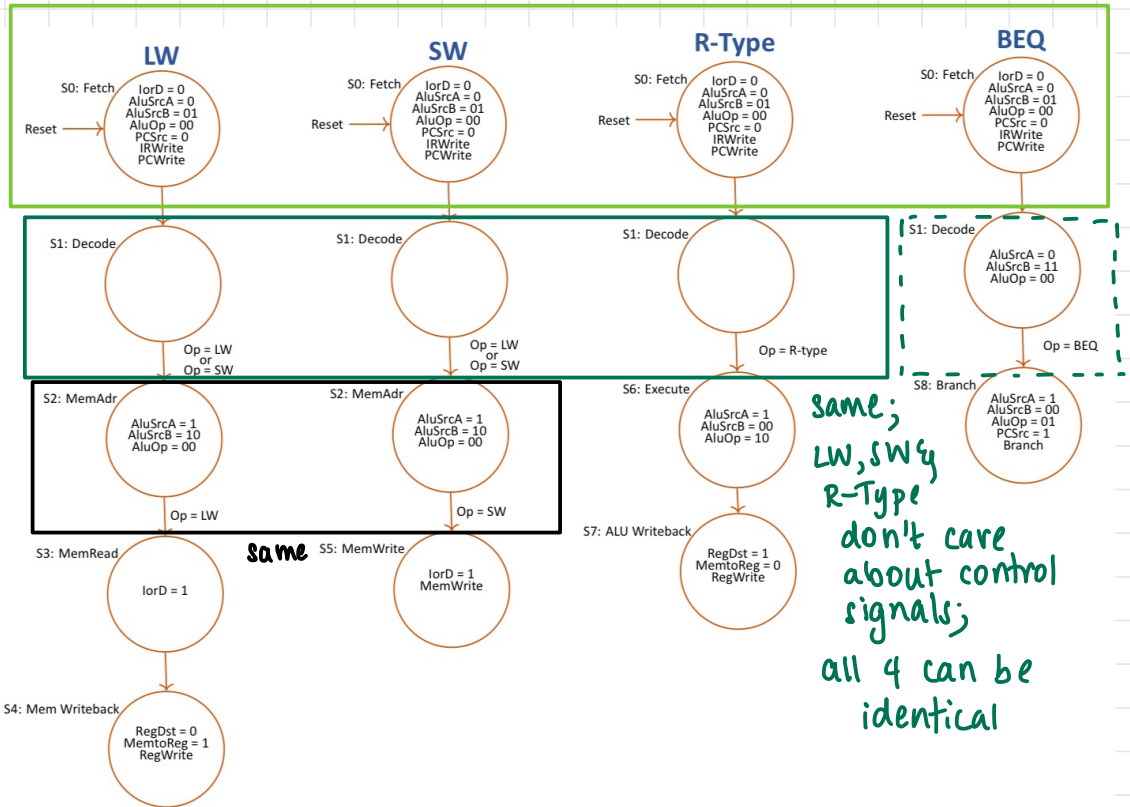 LW
SW
R-Type
BEQ
S0: Fetch
Reset
IorD = 0
AluSrcA = 0
AluSrcB = 01
AluOp = 00
PCSrc = 0
IRWrite
PCWrite
S0: Fetch
Reset
IorD = 0
AluSrcA = 0
AluSrcB = 01
AluOp = 00
PCSrc = 0
IRWrite
PCWrite
S0: Fetch
Reset
IorD = 0
AluSrcA = 0
AluSrcB = 01
AluOp = 00
PCSrc = 0
IRWrite
PCWrite
S0: Fetch
Reset
IorD = 0
AluSrcA = 0
AluSrcB = 01
AluOp = 00
PCSrc = 0
IRWrite
PCWrite
S1: Decode
Op = LW
or
Op = SW
S1: Decode
Op = LW
or
Op = SW
S1: Decode
Op = R-type
S1: Decode
AluSrcA = 0
AluSrcB = 11
AluOp = 00
Op = BEQ
S2: MemAdr
AluSrcA = 1
AluSrcB = 10
AluOp = 00
Op = LW
S2: MemAdr
AluSrcA = 1
AluSrcB = 10
AluOp = 00
Op = SW
S6: Execute
AluSrcA = 1
AluSrcB = 00
AluOp = 10
S8: Branch
AluSrcA = 1
AluSrcB = 00
AluOp = 01
PCSrc = 1
Branch
same
S3: MemRead
IorD = 1
S5: MemWrite
IorD = 1
MemWrite
S7: ALU Writeback
RegDst = 1
MemtoReg = 0
RegWrite
S4: Mem Writeback
RegDst = 0
MemtoReg = 1
RegWrite
same;
LW, SW &
R-Type
don't care
about control
signals;
all 4 can be
identical